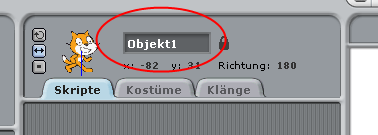 Objekt1
x: -82 y: 31 Richtung: 180
Skripte Kostüme Klänge